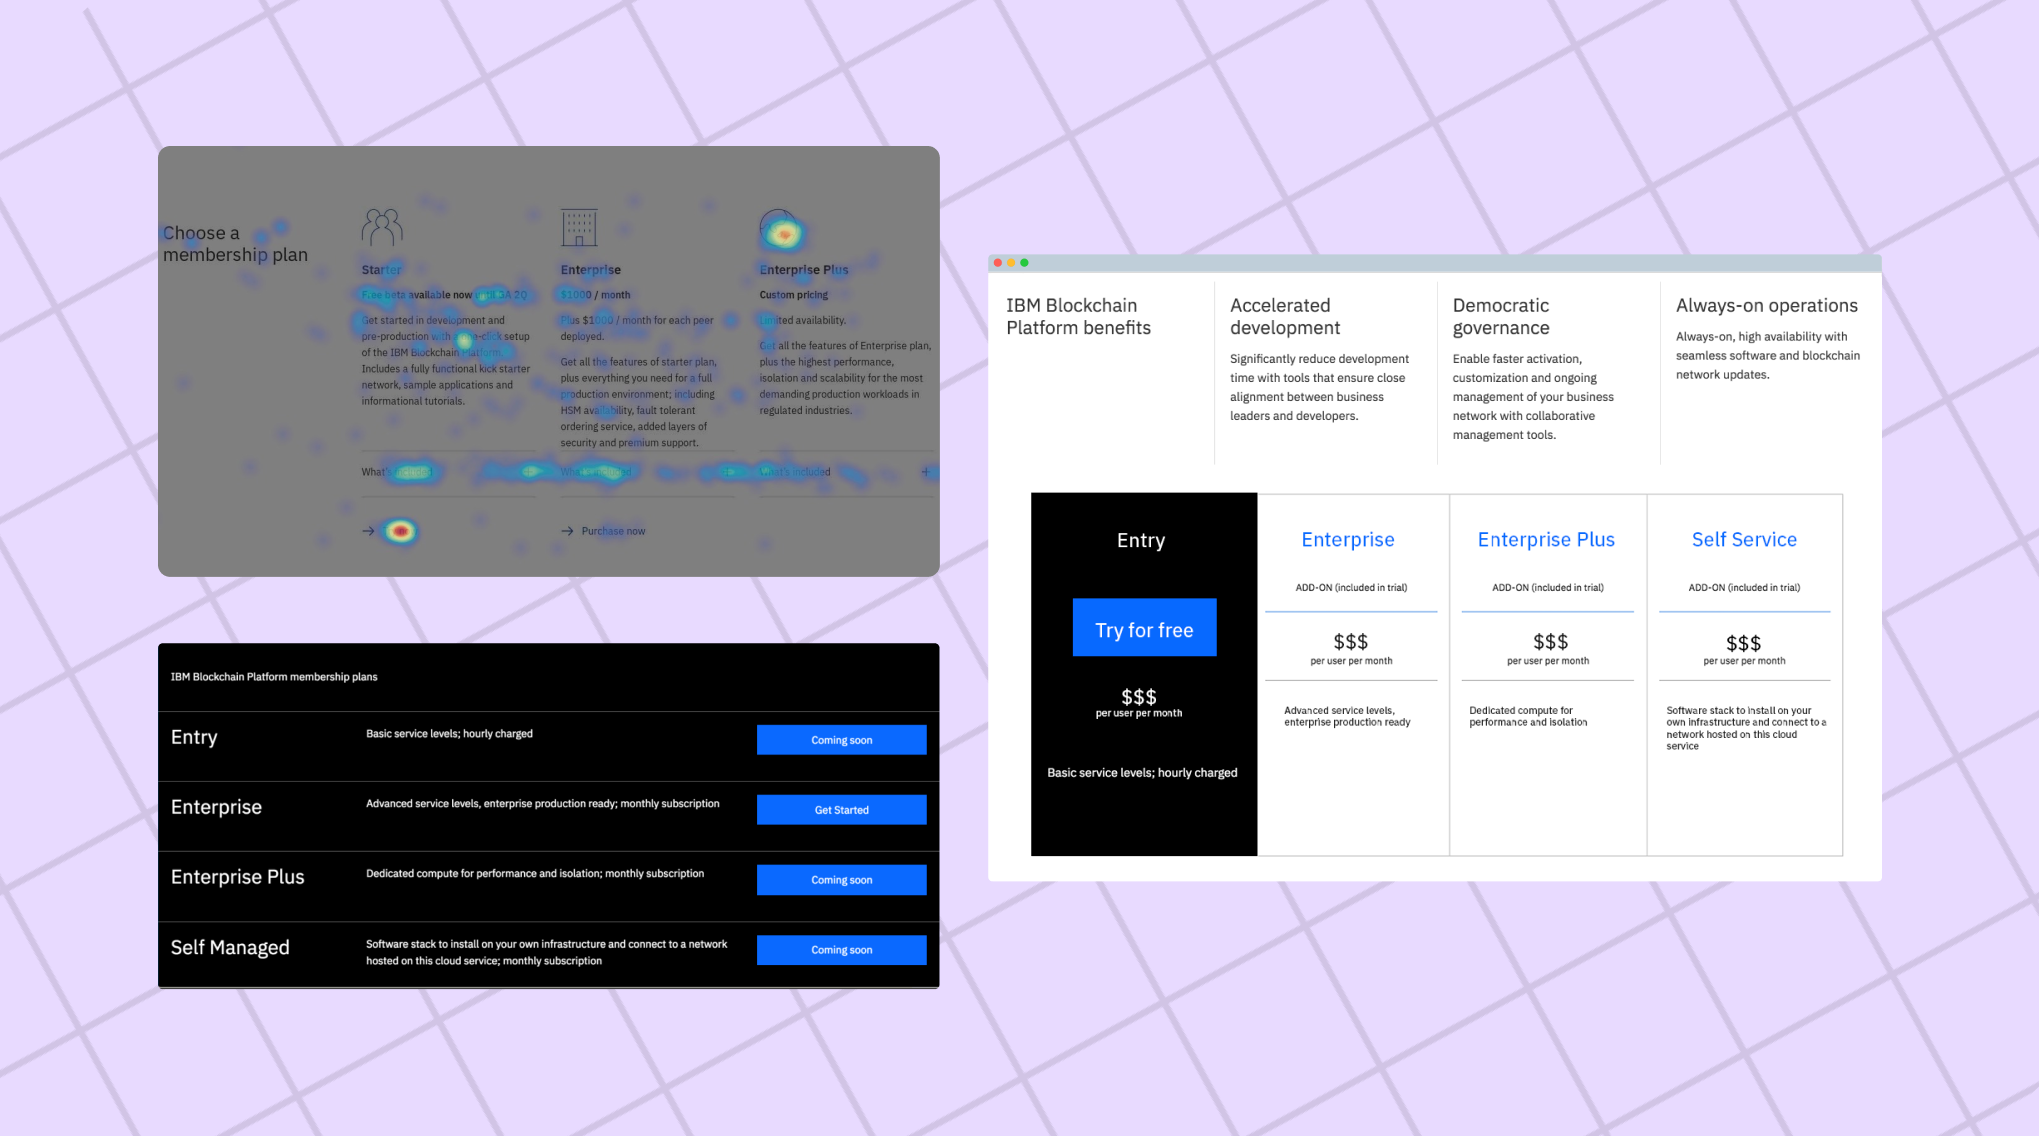 Choose a
membership plan
Starter
Free beta available now until GA 2Q
Get started in development and
pre-production with a one-click setup
of the IBM Blockchain Platform.
Includes a fully functional kick starter
network, sample applications and
informational tutorials.
What's included
Enterprise
$1000 / month
Plus $1000 / month for each peer
deployed.
Get all the features of starter plan,
plus everything you need for a full
production environment; including
HSM availability, fault tolerant
ordering service, added layers of
security and premium support.
What's included +
→ Purchase now
Enterprise Plus
Custom pricing
Limited availability.
Get all the features of Enterprise plan,
plus the highest performance,
isolation and scalability for the most
demanding production workloads in
regulated industries.
What's included +
IBM Blockchain Platform membership plans
Entry
Basic service levels; hourly charged
Coming soon
Enterprise
Advanced service levels, enterprise production ready; monthly subscription
Get Started
Enterprise Plus
Dedicated compute for performance and isolation; monthly subscription
Coming soon
Self Managed
Software stack to install on your own infrastructure and connect to a network
hosted on this cloud service; monthly subscription
Coming soon
IBM Blockchain
Platform benefits
Accelerated
development
Significantly reduce development
time with tools that ensure close
alignment between business
leaders and developers.
Democratic
governance
Enable faster activation,
customization and ongoing
management of your business
network with collaborative
management tools.
Always-on operations
Always-on, high availability with
seamless software and blockchain
network updates.
Entry
Try for free
$$$
per user per month
Basic service levels; hourly charged
Enterprise
ADD-ON (included in trial)
$$$
per user per month
Advanced service levels,
enterprise production ready
Enterprise Plus
ADD-ON (included in trial)
$$$
per user per month
Dedicated compute for
performance and isolation
Self Service
ADD-ON (included in trial)
$$$
per user per month
Software stack to install on your
own infrastructure and connect to a
network hosted on this cloud
service